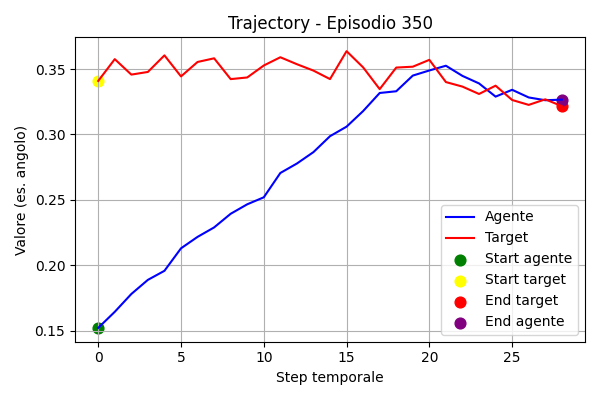 Trajectory - Episodio 350
Valore (es. angolo)
0.35
0.30
0.25
0.20
0.15
0
5
10
15
20
25
Step temporale
Agente
Target
Start agente
Start target
End target
End agente